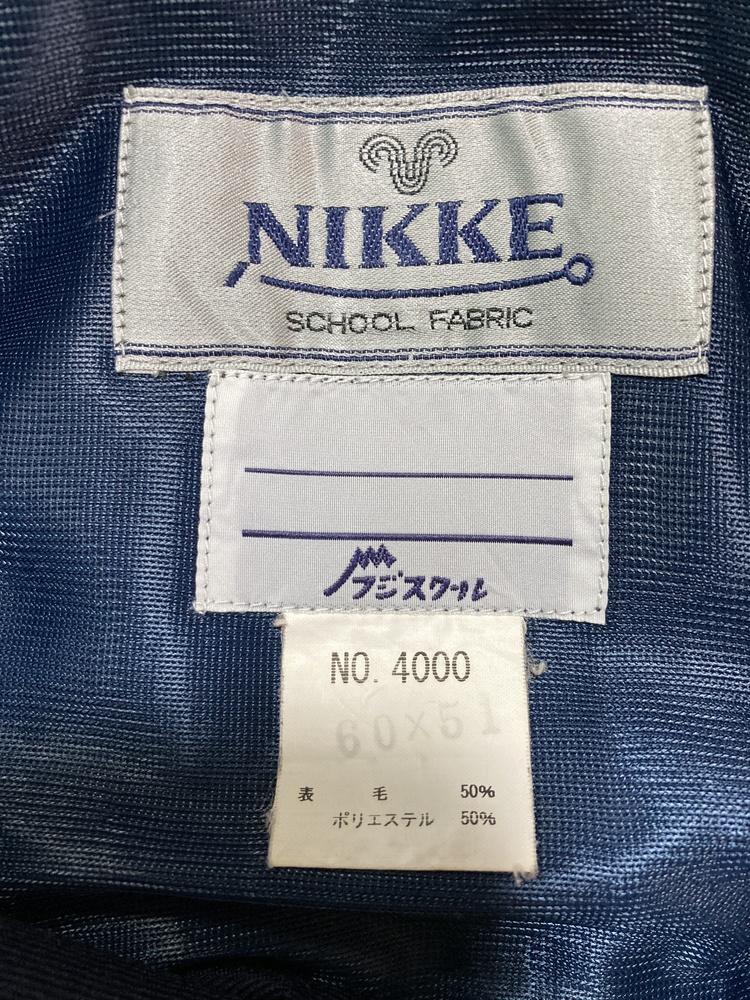 NIKKE
SCHOOL FABRIC
フジスクール
NO. 4000
60×51
表 毛 50%
ポリエステル 50%